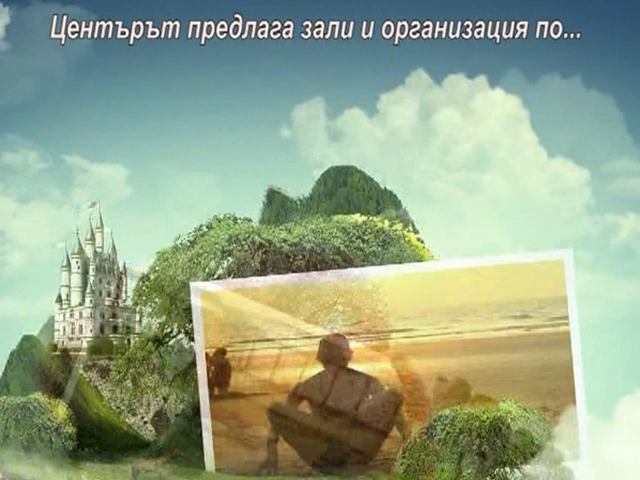 Центърът предлага зали и организация по...